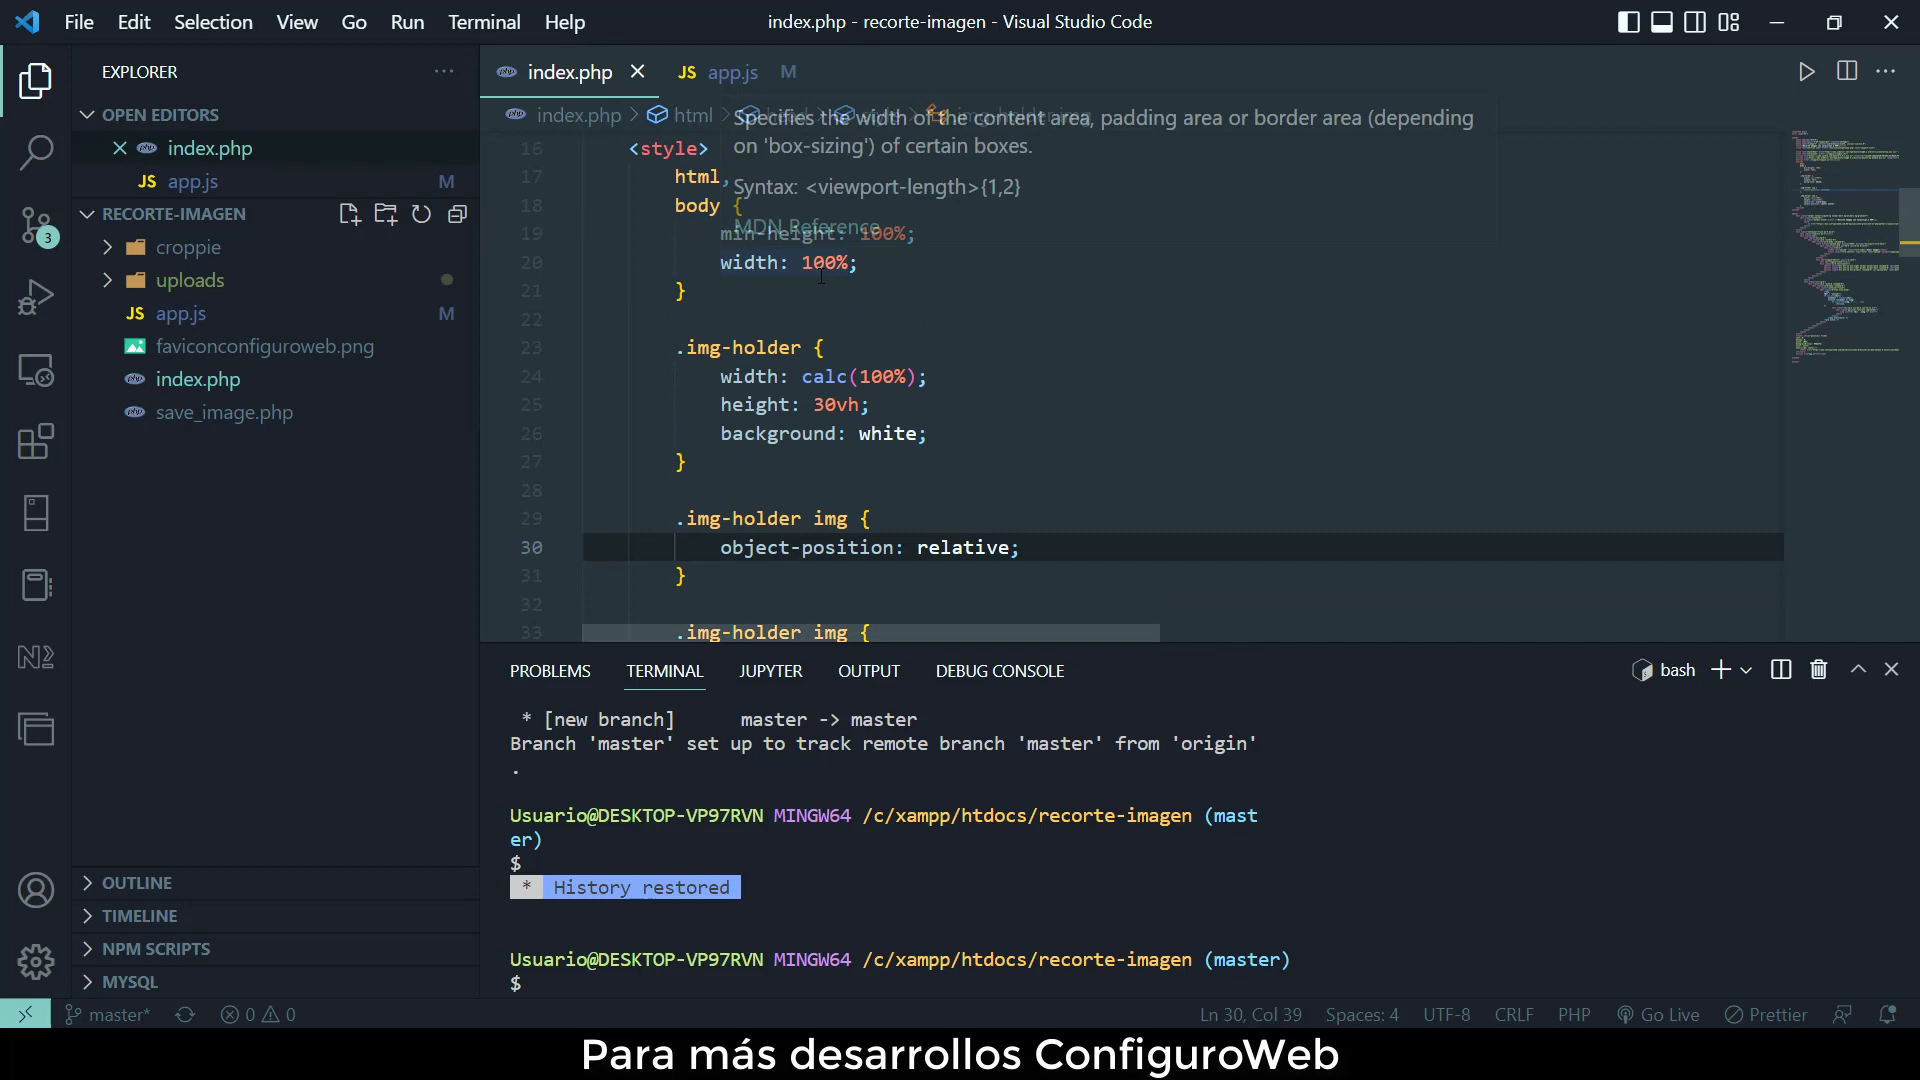 File Edit Selection View Go Run Terminal Help
index.php - recorte-imagen - Visual Studio Code
EXPLORER
index.php
JS app.js M
OPEN EDITORS
index.php
JS app.js M
RECORTE-IMAGEN
croppie
uploads
JS app.js M
faviconconfiguroweb.png
index.php
save_image.php
OUTLINE
TIMELINE
NPM SCRIPTS
MYSQL
3
index.php > html >
Specifies the width of the content area, padding area or border area (depending
on 'box-sizing') of certain boxes.
Syntax: <viewport-length>{1,2}
MDN Reference
16 <style>
17 html,
18 body {
19 min-height: 100%;
20 width: 100%;
21 }
22
23 .img-holder {
24 width: calc(100%);
25 height: 30vh;
26 background: white;
27 }
28
29 .img-holder img {
30 object-position: relative;
31 }
32
33 .img-holder img {
PROBLEMS TERMINAL JUPYTER OUTPUT DEBUG CONSOLE
bash
* [new branch] master -> master
Branch 'master' set up to track remote branch 'master' from 'origin'
.
Usuario@DESKTOP-VP97RVN MINGW64 /c/xampp/htdocs/recorte-imagen (mast
er)
$
* History restored
Usuario@DESKTOP-VP97RVN MINGW64 /c/xampp/htdocs/recorte-imagen (master)
$
master* 0 0
Ln 30, Col 39 Spaces: 4 UTF-8 CRLF PHP Go Live Prettier
Para más desarrollos ConfiguroWeb